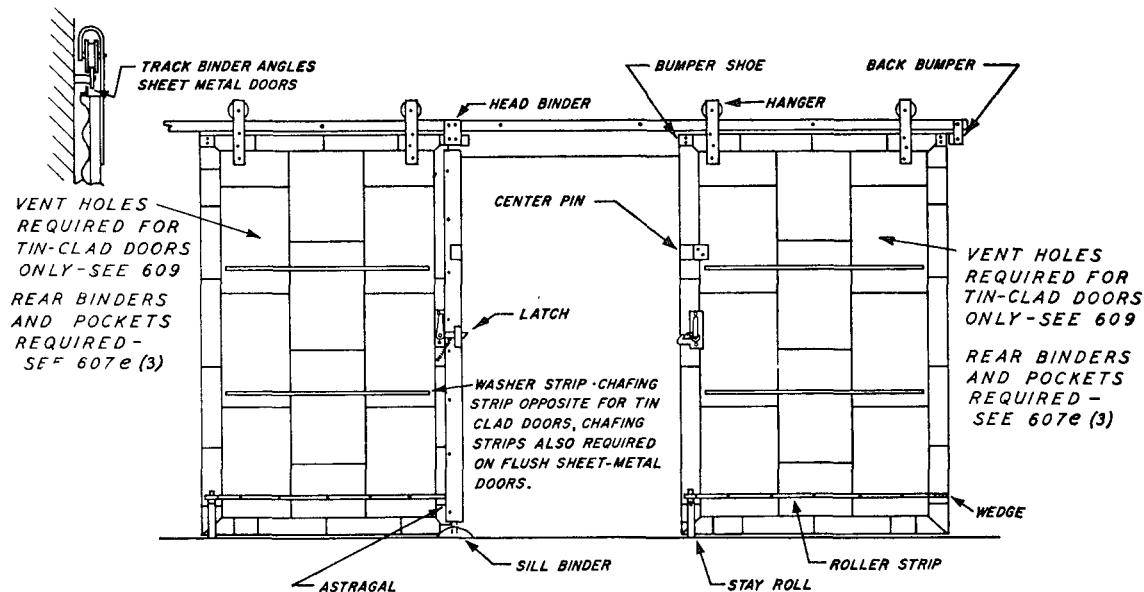 TRACK BINDER ANGLES
SHEET METAL DOORS
HEAD BINDER
BUMPER SHOE
HANGER
BACK BUMPER
VENT HOLES
REQUIRED FOR
TIN-CLAD DOORS
ONLY-SEE 609
REAR BINDERS
AND POCKETS
REQUIRED-
SEE 607e (3)
CENTER PIN
LATCH
WASHER STRIP·CHAFING
STRIP OPPOSITE FOR TIN
CLAD DOORS, CHAFING
STRIPS ALSO REQUIRED
ON FLUSH SHEET-METAL
DOORS.
VENT HOLES
REQUIRED FOR
TIN-CLAD DOORS
ONLY-SEE 609
REAR BINDERS
AND POCKETS
REQUIRED-
SEE 607e (3)
WEDGE
ASTRAGAL
SILL BINDER
STAY ROLL
ROLLER STRIP